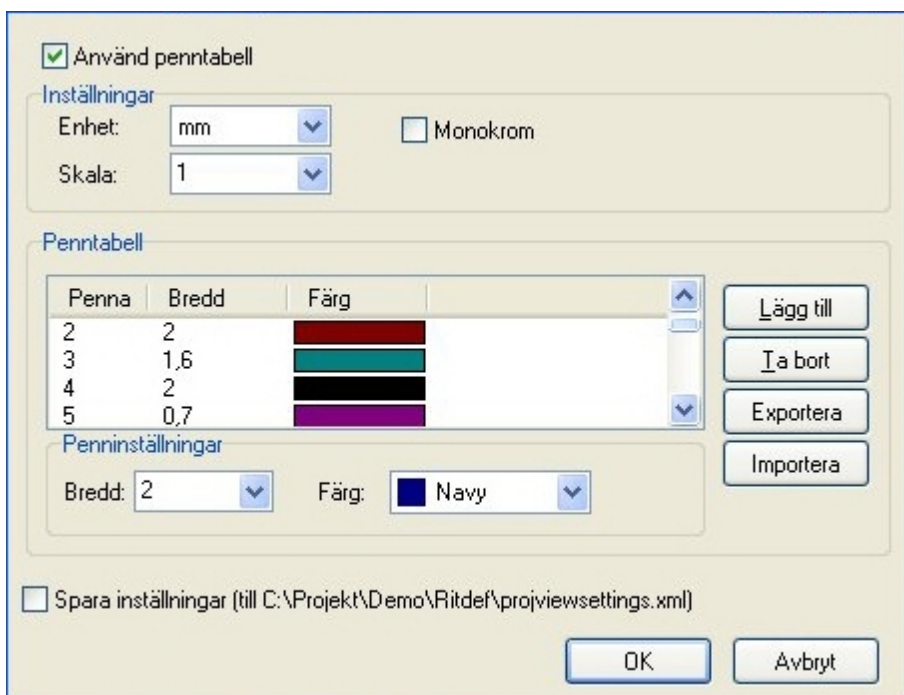 Använd penntabell
Inställningar
Enhet: mm
Monokrom
Skala: 1
Penntabell
Penna Bredd Färg
2 2
3 1,6
4 2
5 0,7
Lägg till
Ta bort
Exportera
Importera
Penninställningar
Bredd: 2 Färg: Navy
Spara inställningar (till C:\Projekt\Demo\Ritdef\projviewsettings.xml)
OK Avbryt